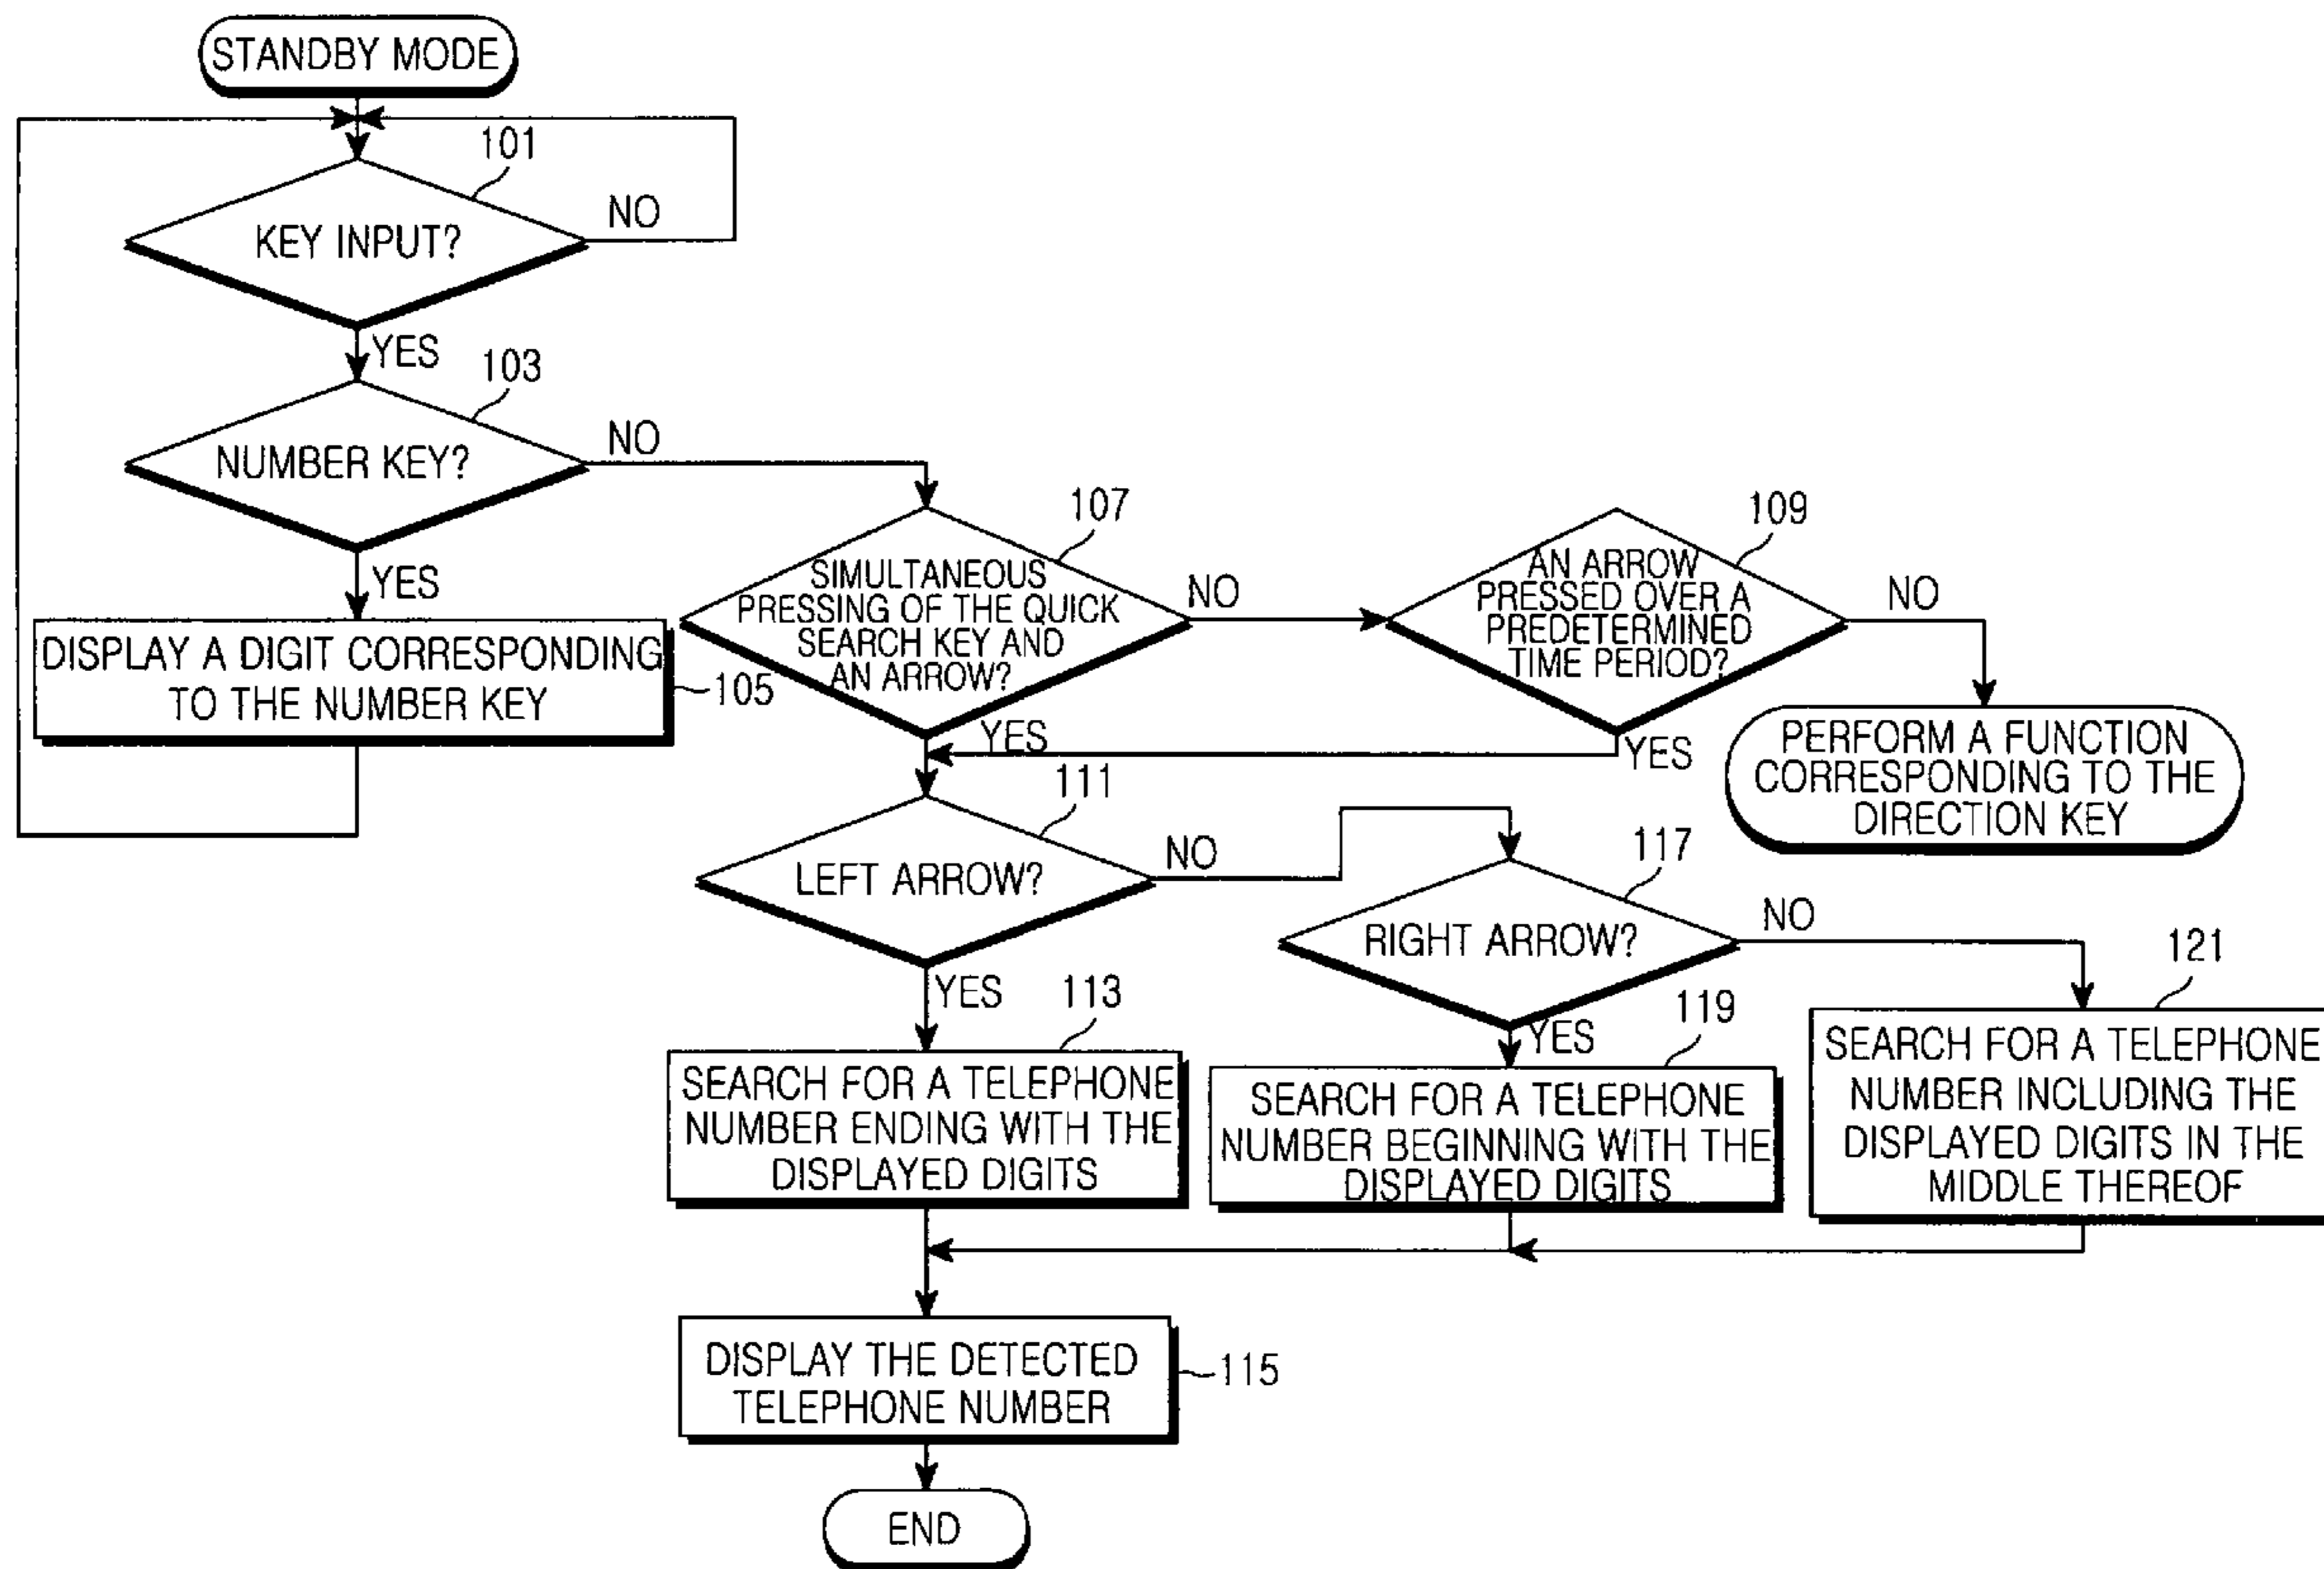 STANDBY MODE
101
KEY INPUT?
NO
YES
103
NUMBER KEY?
NO
YES
DISPLAY A DIGIT CORRESPONDING
TO THE NUMBER KEY
105
107
SIMULTANEOUS
PRESSING OF THE QUICK
SEARCH KEY AND
AN ARROW?
NO
YES
109
AN ARROW
PRESSED OVER A
PREDETERMINED
TIME PERIOD?
NO
YES
PERFORM A FUNCTION
CORRESPONDING TO THE
DIRECTION KEY
111
LEFT ARROW?
NO
YES
117
RIGHT ARROW?
NO
YES
113
SEARCH FOR A TELEPHONE
NUMBER ENDING WITH THE
DISPLAYED DIGITS
119
SEARCH FOR A TELEPHONE
NUMBER BEGINNING WITH THE
DISPLAYED DIGITS
121
SEARCH FOR A TELEPHONE
NUMBER INCLUDING THE
DISPLAYED DIGITS IN THE
MIDDLE THEREOF
DISPLAY THE DETECTED
TELEPHONE NUMBER
115
END